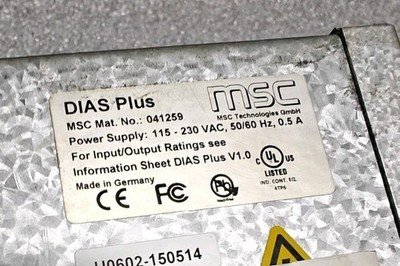 DIAS Plus
msc
MSC Mat. No.: 041259
MSC Technologies GmbH
Power Supply: 115 - 230 VAC, 50/60 Hz, 0.5 A
For Input/Output Ratings see
Information Sheet DIAS Plus V1.0
Made in Germany
CE FC
c UL US LISTED
IND. CONT. EQ.
4TP6
U0602-150514